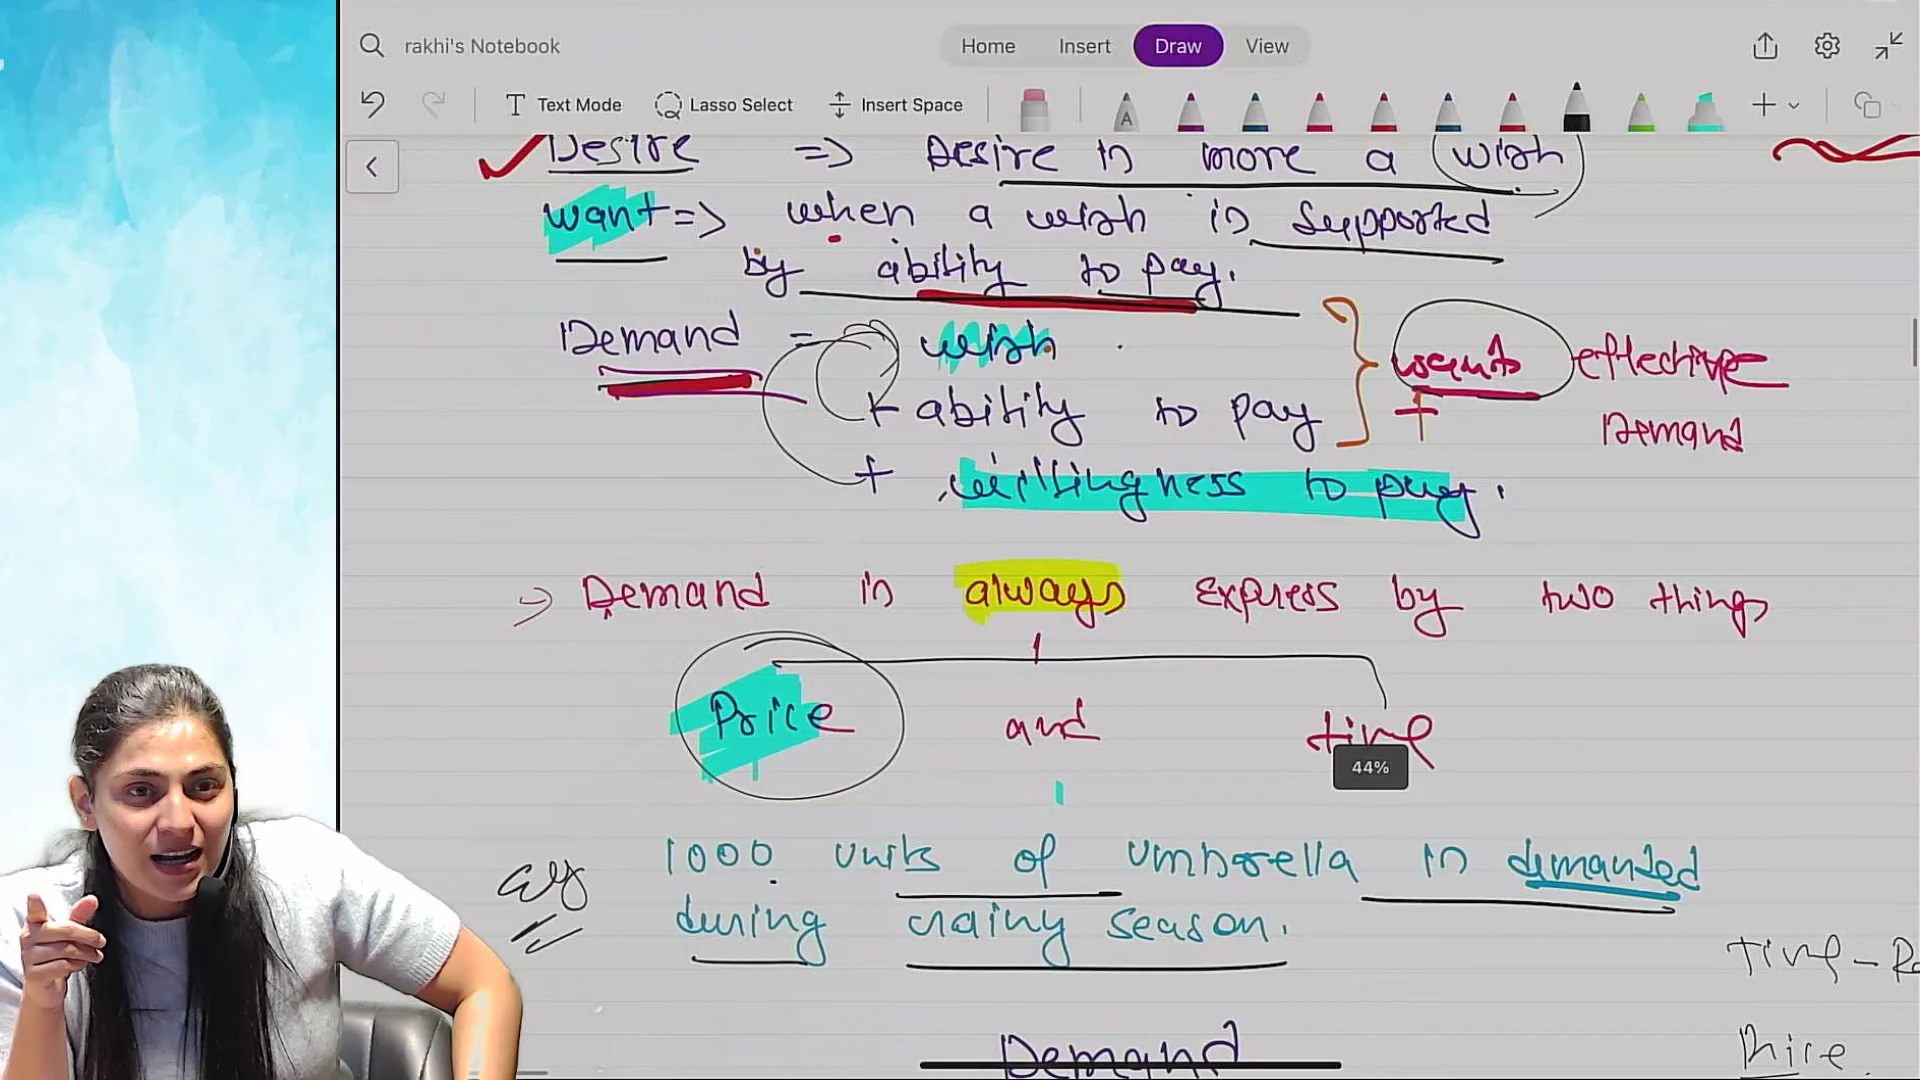 rakhi's Notebook
Home Insert Draw View
Text Mode Lasso Select Insert Space
A
Desire => Desire is more a wish
want => when a wish is supported
by ability to pay.
Demand = wish
+ ability to pay
+ willingness to pay.
wants effective
+ Demand
=> Demand is always Express by two things
Price and time
44%
eg 1000 units of umbrella is demanded
during rainy season.
Time -
Demand
Price